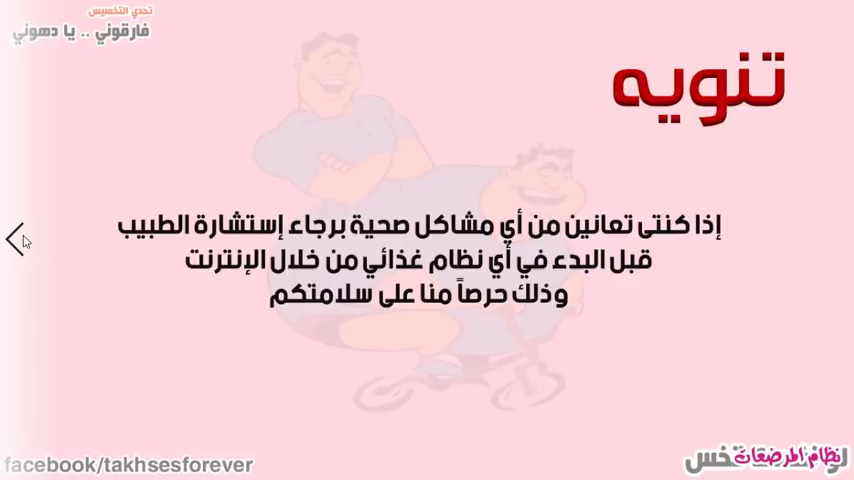 تحدي التخسيس
فارقوني .. يا دهوني
تنويه
إذا كنتى تعانين من أي مشاكل صحية برجاء إستشارة الطبيب
قبل البدء في أي نظام غذائي من خلال الإنترنت
وذلك حرصاً منا على سلامتكم
facebook/takhsesforever
نظام المرضعات